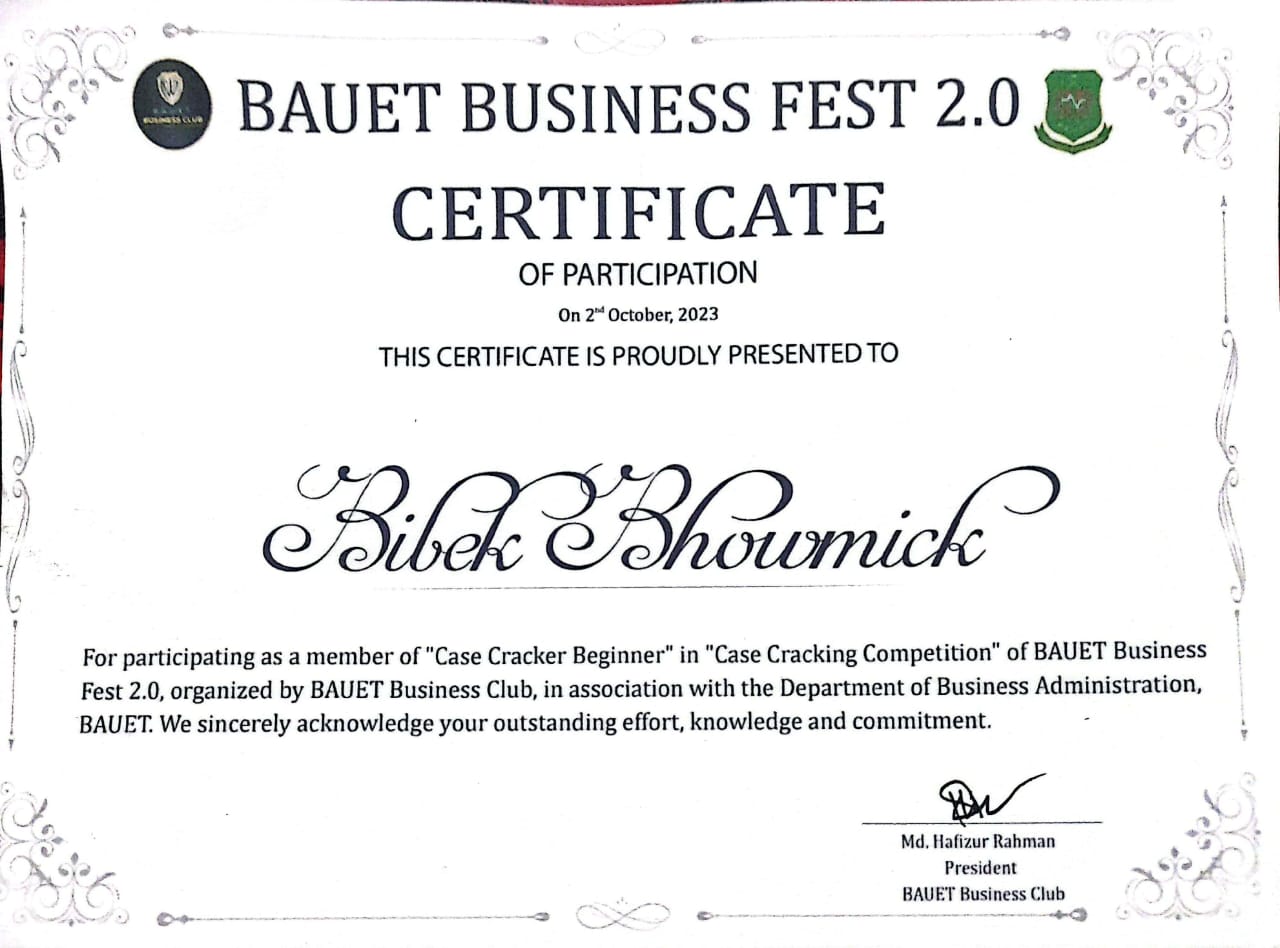 BAUET BUSINESS FEST 2.0
BUSINESS CLUB
CERTIFICATE
OF PARTICIPATION
On 2nd October, 2023
THIS CERTIFICATE IS PROUDLY PRESENTED TO
Bibek Bhowmick
For participating as a member of "Case Cracker Beginner" in "Case Cracking Competition" of BAUET Business
Fest 2.0, organized by BAUET Business Club, in association with the Department of Business Administration,
BAUET. We sincerely acknowledge your outstanding effort, knowledge and commitment.
Md. Hafizur Rahman
President
BAUET Business Club